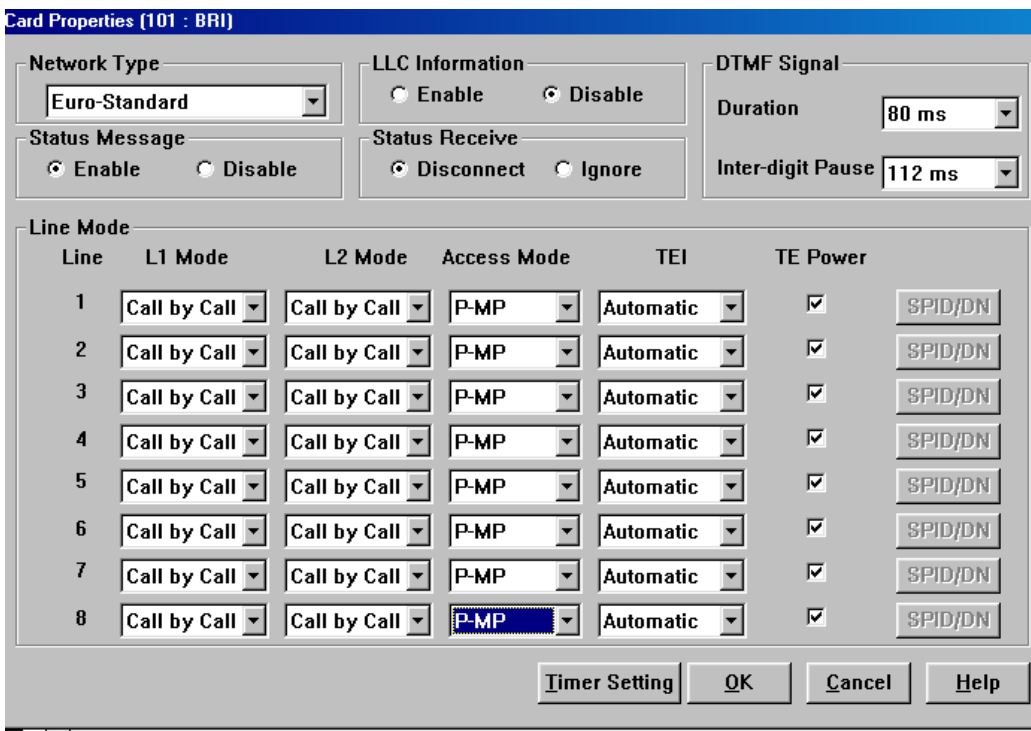 Card Properties (101 : BRI)
Network Type
Euro-Standard
LLC Information
Enable Disable
DTMF Signal
Duration 80 ms
Inter-digit Pause 112 ms
Status Message
Enable Disable
Status Receive
Disconnect Ignore
Line Mode
Line L1 Mode L2 Mode Access Mode TEI TE Power
1 Call by Call Call by Call P-MP Automatic SPID/DN
2 Call by Call Call by Call P-MP Automatic SPID/DN
3 Call by Call Call by Call P-MP Automatic SPID/DN
4 Call by Call Call by Call P-MP Automatic SPID/DN
5 Call by Call Call by Call P-MP Automatic SPID/DN
6 Call by Call Call by Call P-MP Automatic SPID/DN
7 Call by Call Call by Call P-MP Automatic SPID/DN
8 Call by Call Call by Call P-MP Automatic SPID/DN
Timer Setting OK Cancel Help